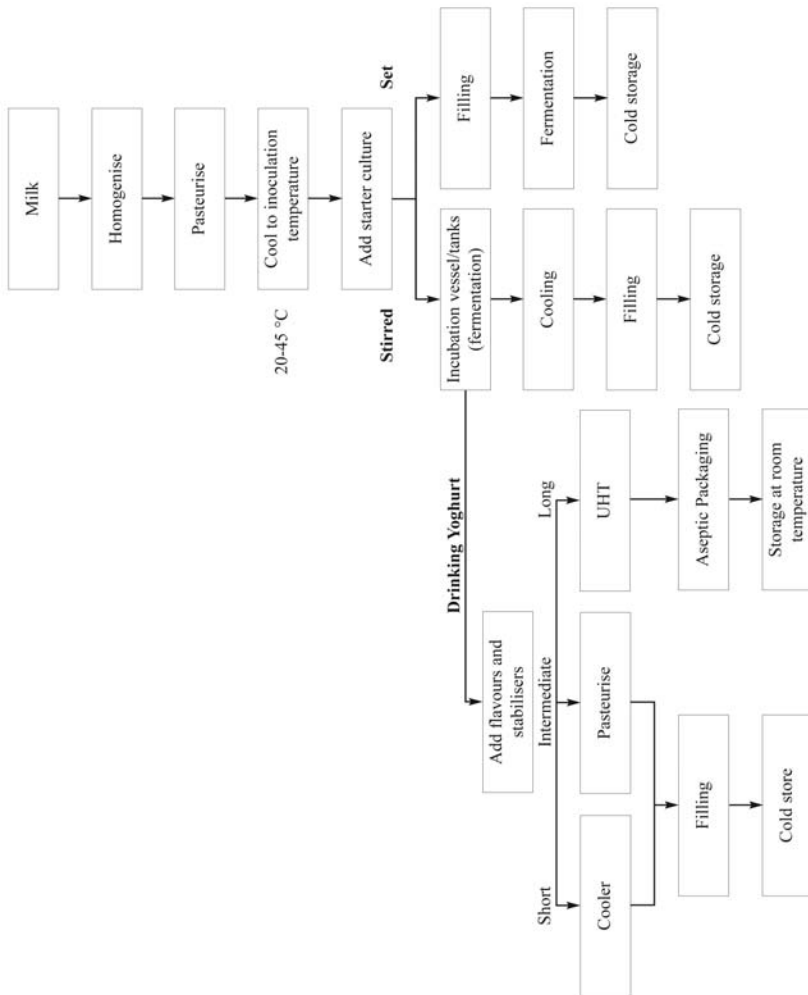 Milk
Homogenise
Pasteurise
Cool to inoculation
temperature
20-45 °C
Add starter culture
Stirred
Set
Incubation vessel/tanks
(fermentation)
Cooling
Filling
Cold storage
Filling
Fermentation
Cold storage
Drinking Yoghurt
Add flavours and
stabilisers
Short
Intermediate
Long
Cooler
Pasteurise
UHT
Filling
Aseptic Packaging
Cold store
Storage at room
temperature